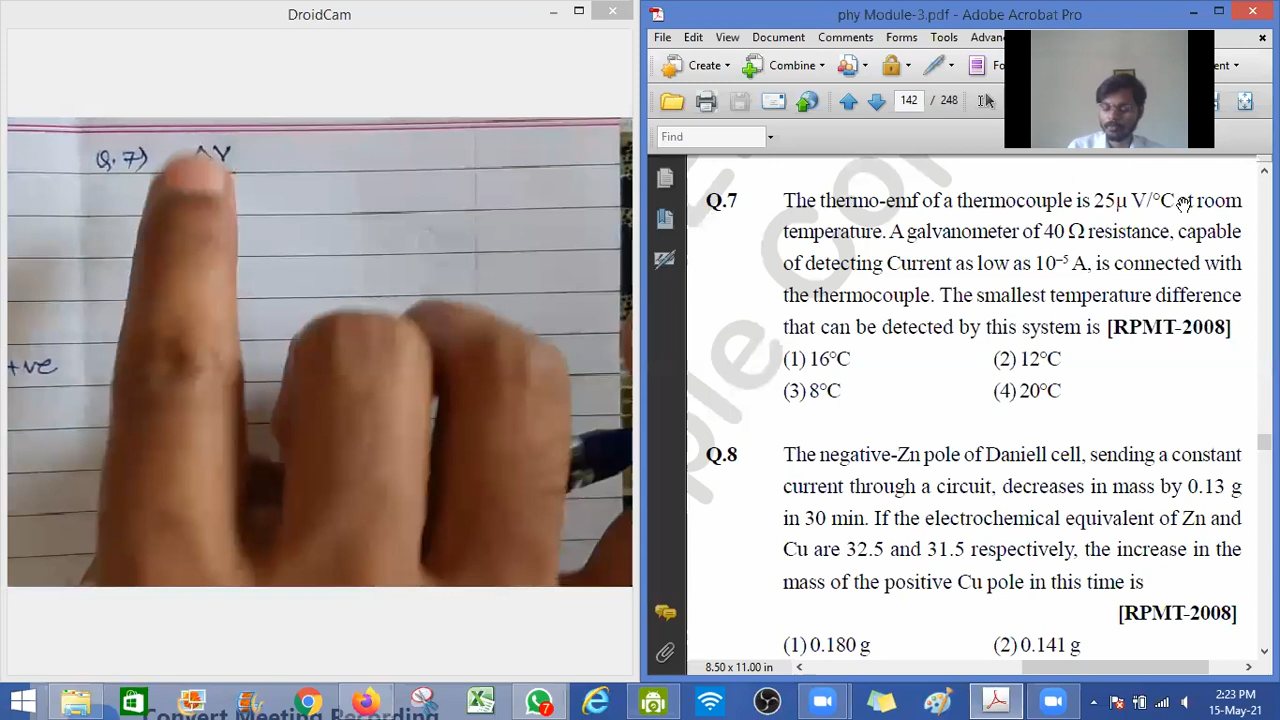 DroidCam
phy Module-3.pdf - Adobe Acrobat Pro
File Edit View Document Comments Forms Tools
Create Combine
142 / 248
Find
Q. 7)
+ve
Q.7 The thermo-emf of a thermocouple is 25μ V/°C at room
temperature. A galvanometer of 40 Ω resistance, capable
of detecting Current as low as 10⁻⁵ A, is connected with
the thermocouple. The smallest temperature difference
that can be detected by this system is [RPMT-2008]
(1) 16°C (2) 12°C
(3) 8°C (4) 20°C
Q.8 The negative-Zn pole of Daniell cell, sending a constant
current through a circuit, decreases in mass by 0.13 g
in 30 min. If the electrochemical equivalent of Zn and
Cu are 32.5 and 31.5 respectively, the increase in the
mass of the positive Cu pole in this time is
[RPMT-2008]
(1) 0.180 g (2) 0.141 g
8.50 x 11.00 in
Convert Meeting Recording
7
2:23 PM
15-May-21